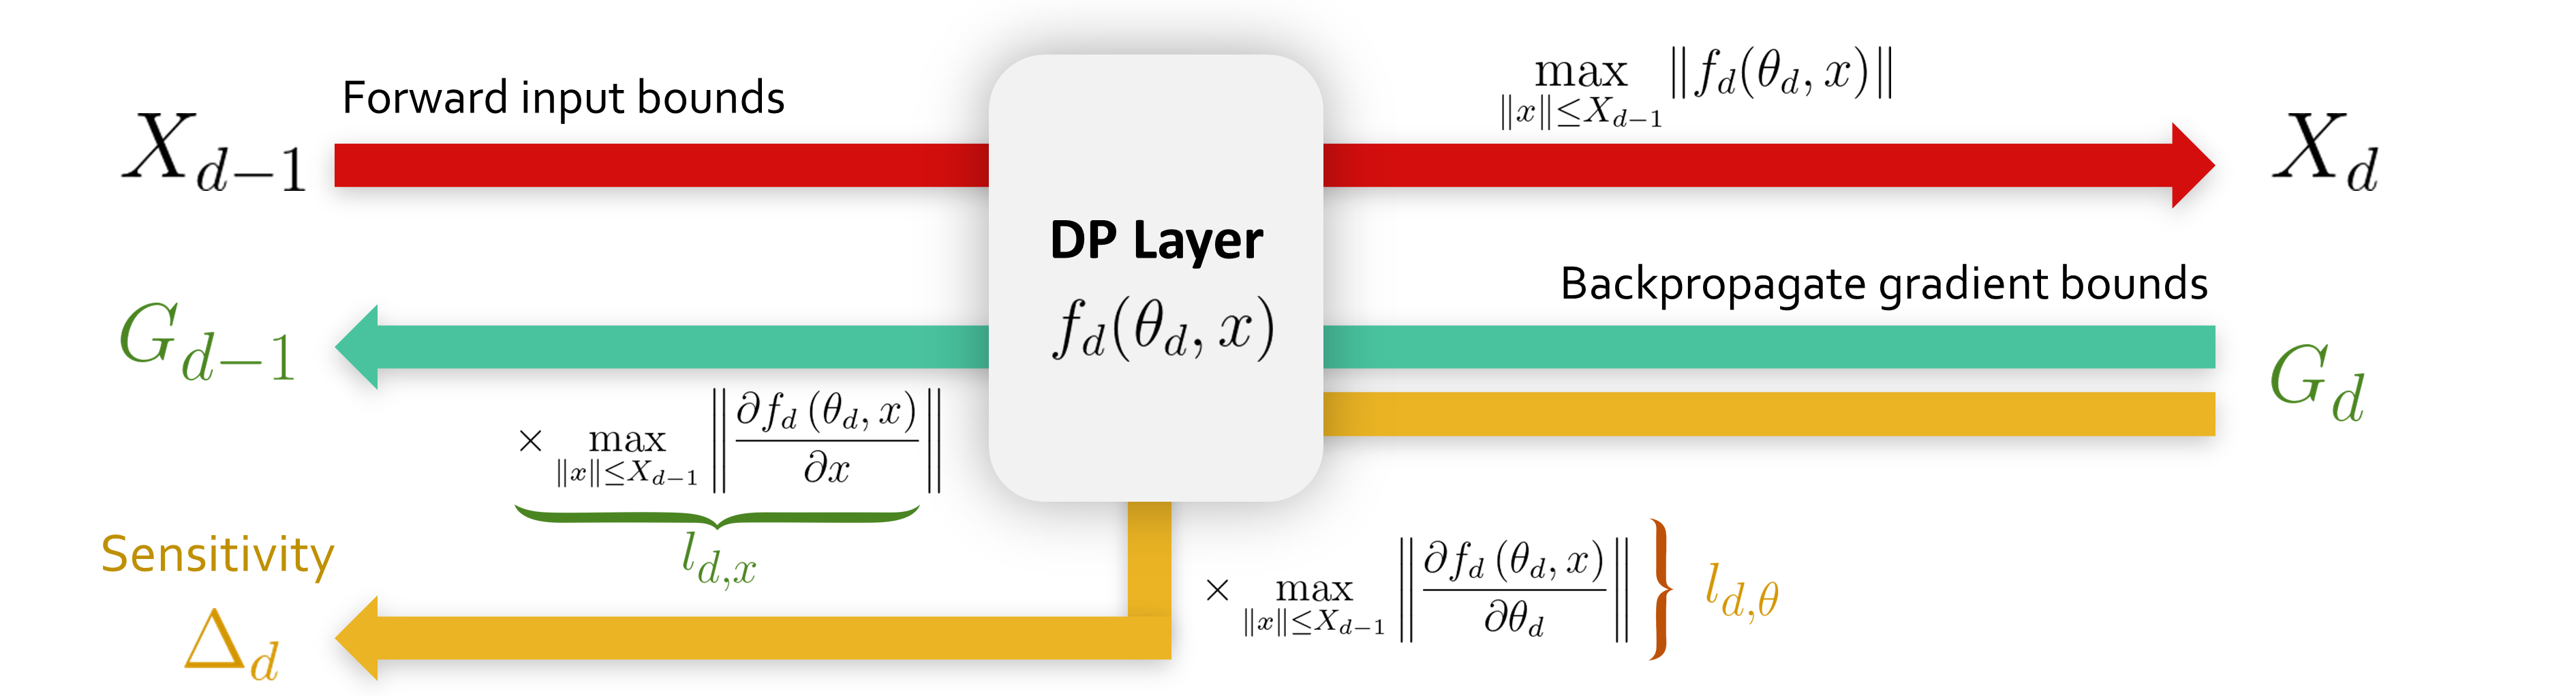 Forward input bounds
$X_{d-1}$
$\max_{\|x\| \leq X_{d-1}} \|f_d(\theta_d, x)\|$
$X_d$
DP Layer
$f_d(\theta_d, x)$
Backpropagate gradient bounds
$G_{d-1}$
$G_d$
$\times \max_{\|x\| \leq X_{d-1}} \left\| \frac{\partial f_d (\theta_d, x)}{\partial x} \right\|$
$l_{d,x}$
Sensitivity
$\Delta_d$
$\times \max_{\|x\| \leq X_{d-1}} \left\| \frac{\partial f_d (\theta_d, x)}{\partial \theta_d} \right\|$
$l_{d,\theta}$